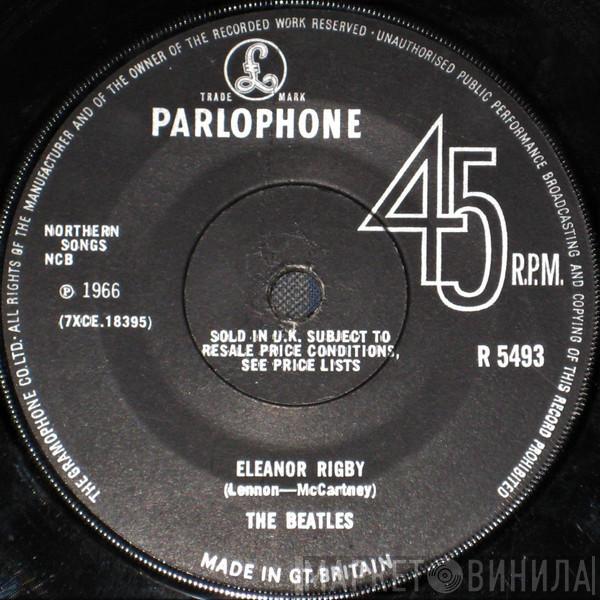 THE GRAMOPHONE CO. LTD. · ALL RIGHTS OF THE MANUFACTURER AND OF THE OWNER OF THE RECORDED WORK RESERVED · UNAUTHORISED PUBLIC PERFORMANCE BROADCASTING AND COPYING OF THIS RECORD PROHIBITED
£
TRADE MARK
PARLOPHONE
45 R.P.M.
NORTHERN
SONGS
NCB
℗ 1966
(7XCE.18395)
SOLD IN U.K. SUBJECT TO
RESALE PRICE CONDITIONS,
SEE PRICE LISTS
R 5493
ELEANOR RIGBY
(Lennon—McCartney)
THE BEATLES
MADE IN GT. BRITAIN
МАРКЕТ ВИНИЛА